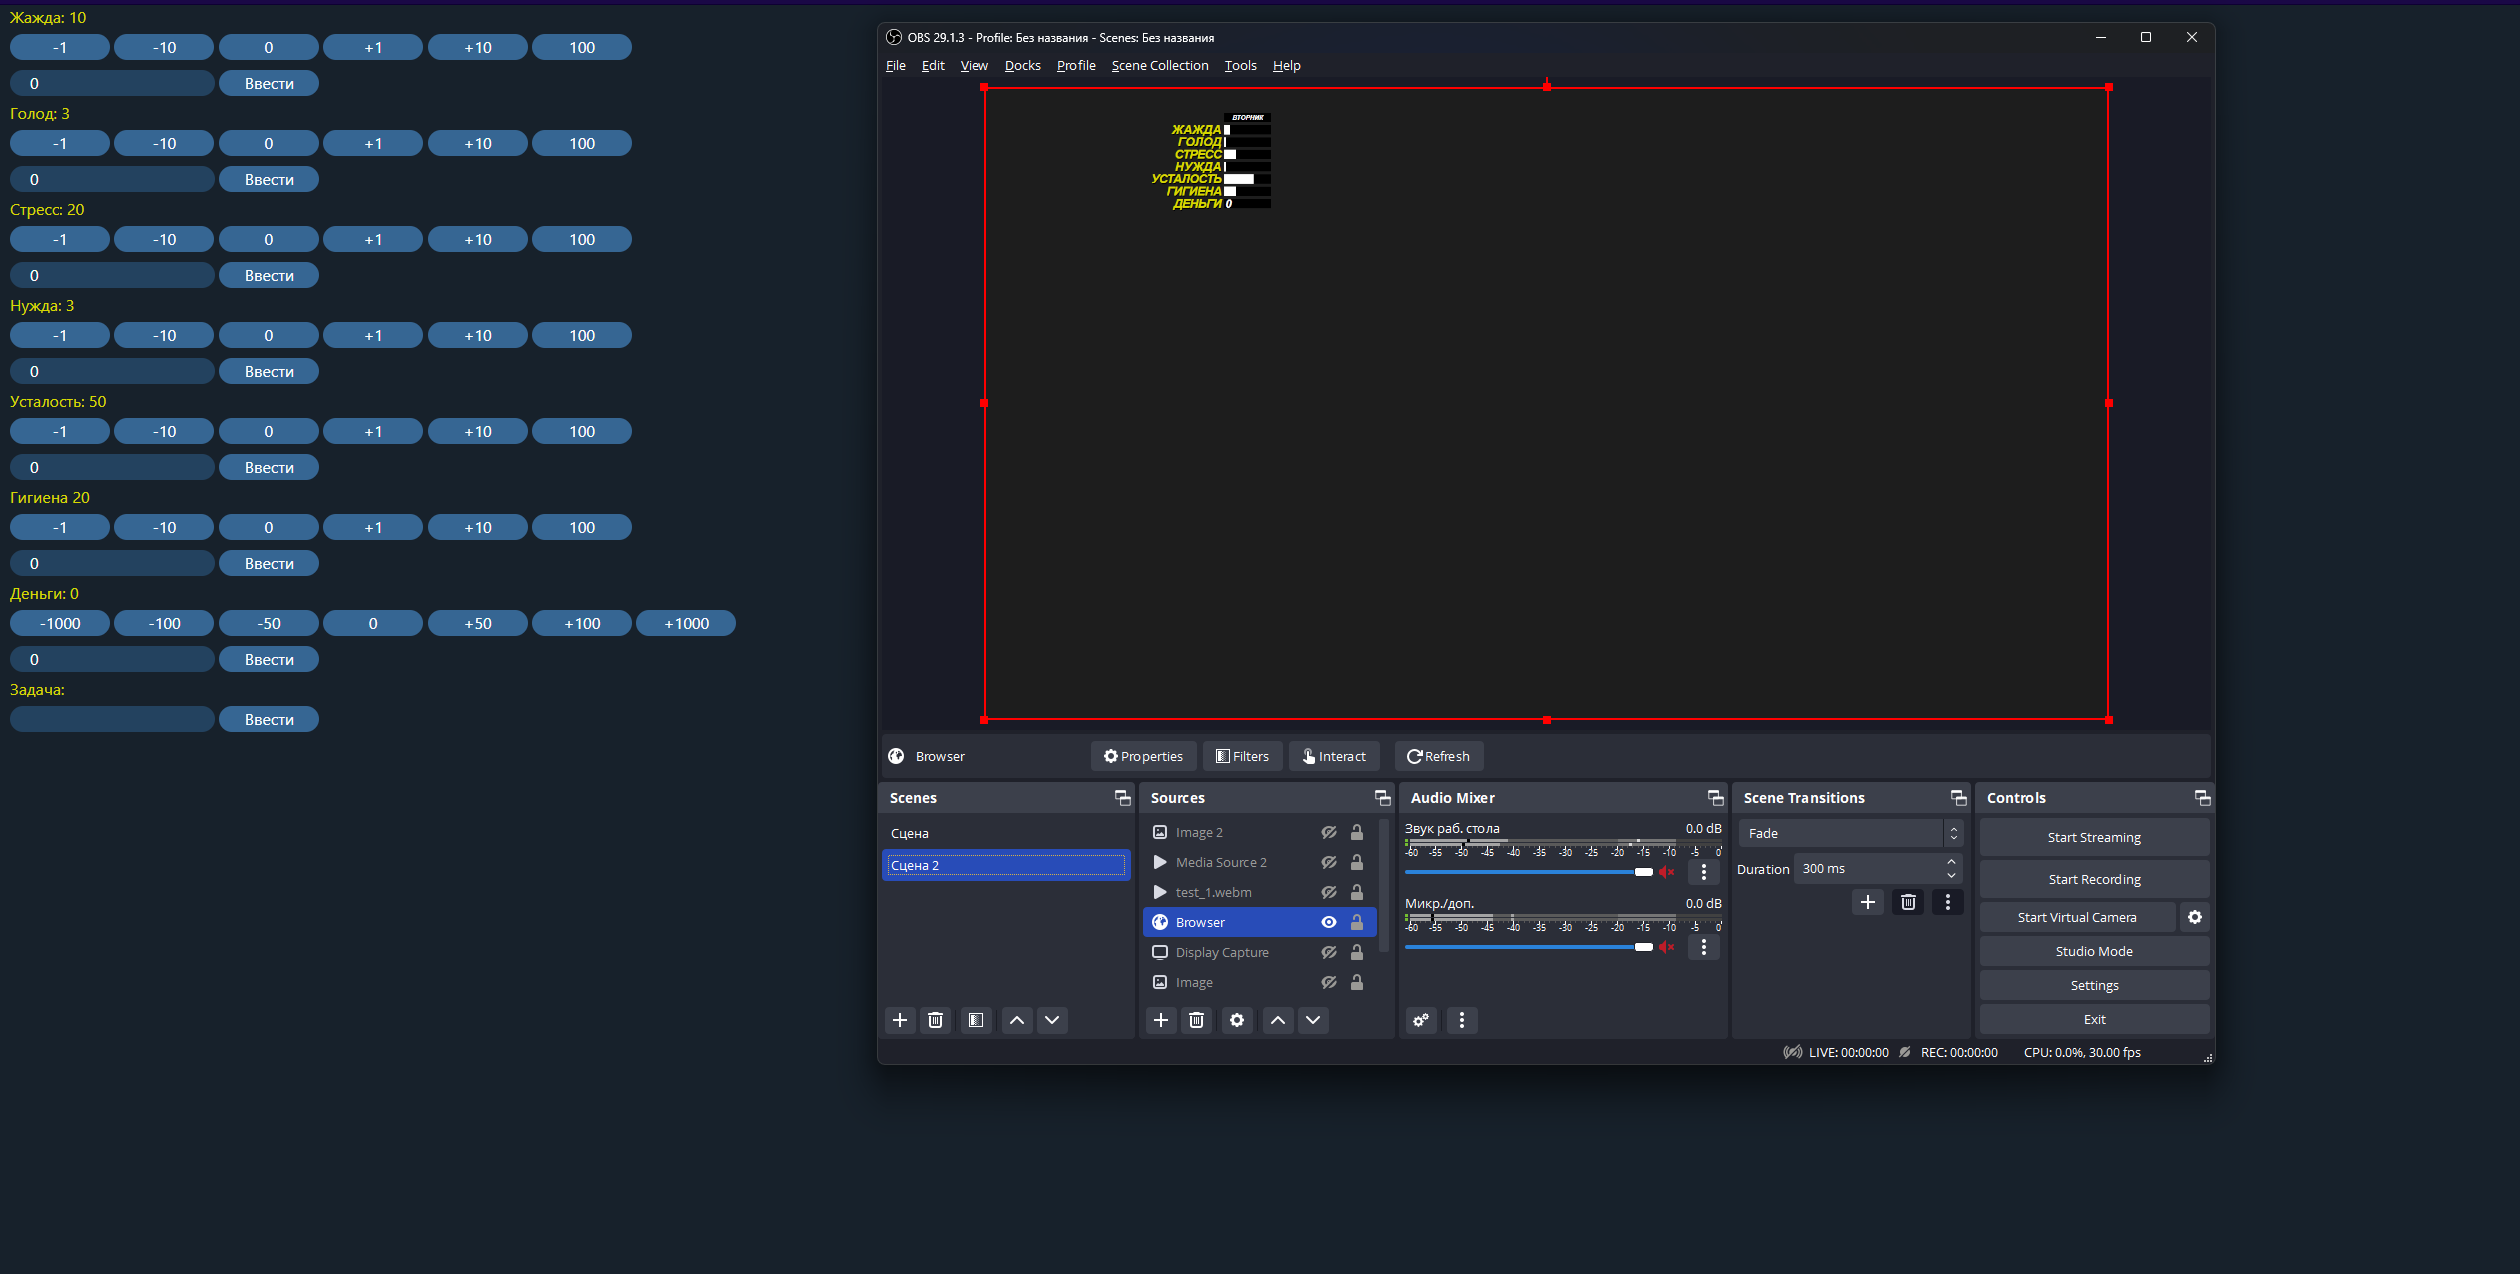 Жажда: 10
-1 -10 0 +1 +10 100
0 Ввести
Голод: 3
-1 -10 0 +1 +10 100
0 Ввести
Стресс: 20
-1 -10 0 +1 +10 100
0 Ввести
Нужда: 3
-1 -10 0 +1 +10 100
0 Ввести
Усталость: 50
-1 -10 0 +1 +10 100
0 Ввести
Гигиена 20
-1 -10 0 +1 +10 100
0 Ввести
Деньги: 0
-1000 -100 -50 0 +50 +100 +1000
0 Ввести
Задача:
Ввести
OBS 29.1.3 - Profile: Без названия - Scenes: Без названия
File Edit View Docks Profile Scene Collection Tools Help
ВТОРНИК
ЖАЖДА
ГОЛОД
СТРЕСС
НУЖДА
УСТАЛОСТЬ
ГИГИЕНА
ДЕНЬГИ 0
Browser Properties Filters Interact Refresh
Scenes
Сцена
Сцена 2
Sources
Image 2
Media Source 2
test_1.webm
Browser
Display Capture
Image
Audio Mixer
Звук раб. стола 0.0 dB
-60 -55 -50 -45 -40 -35 -30 -25 -20 -15 -10 -5 0
Микр./доп. 0.0 dB
-60 -55 -50 -45 -40 -35 -30 -25 -20 -15 -10 -5 0
Scene Transitions
Fade
Duration 300 ms
Controls
Start Streaming
Start Recording
Start Virtual Camera
Studio Mode
Settings
Exit
LIVE: 00:00:00 REC: 00:00:00 CPU: 0.0%, 30.00 fps